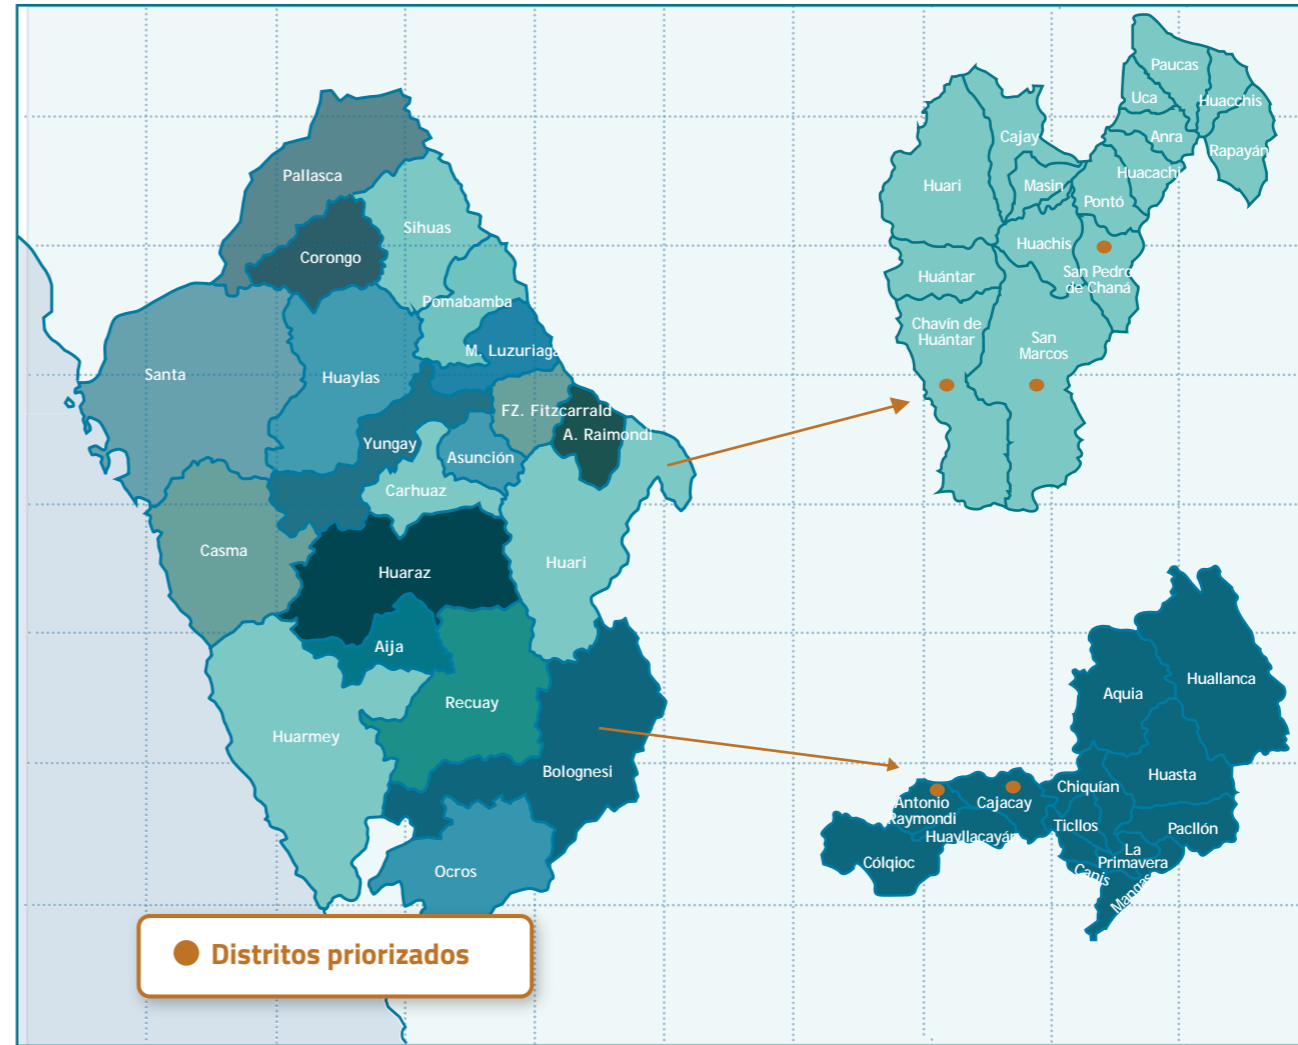 Pallasca
Sihuas
Corongo
Pomabamba
M. Luzuriaga
Santa
Huaylas
FZ. Fitzcarrald
A. Raimondi
Yungay
Asunción
Carhuaz
Casma
Huaraz
Huari
Aija
Recuay
Huarmey
Bolognesi
Ocros
Distritos priorizados
Paucas
Uca
Huacchis
Cajay
Anra
Rapayán
Huari
Masin
Huacachi
Pontó
Huachis
Huántar
San Pedro
de Chaná
Chavín de
Huántar
San
Marcos
Huallanca
Aquia
Huasta
Chiquián
Antonio
Raymondi
Cajacay
Ticllos
Pacllón
Huayllacayán
La
Primavera
Cólqioc
Canis
Mangas